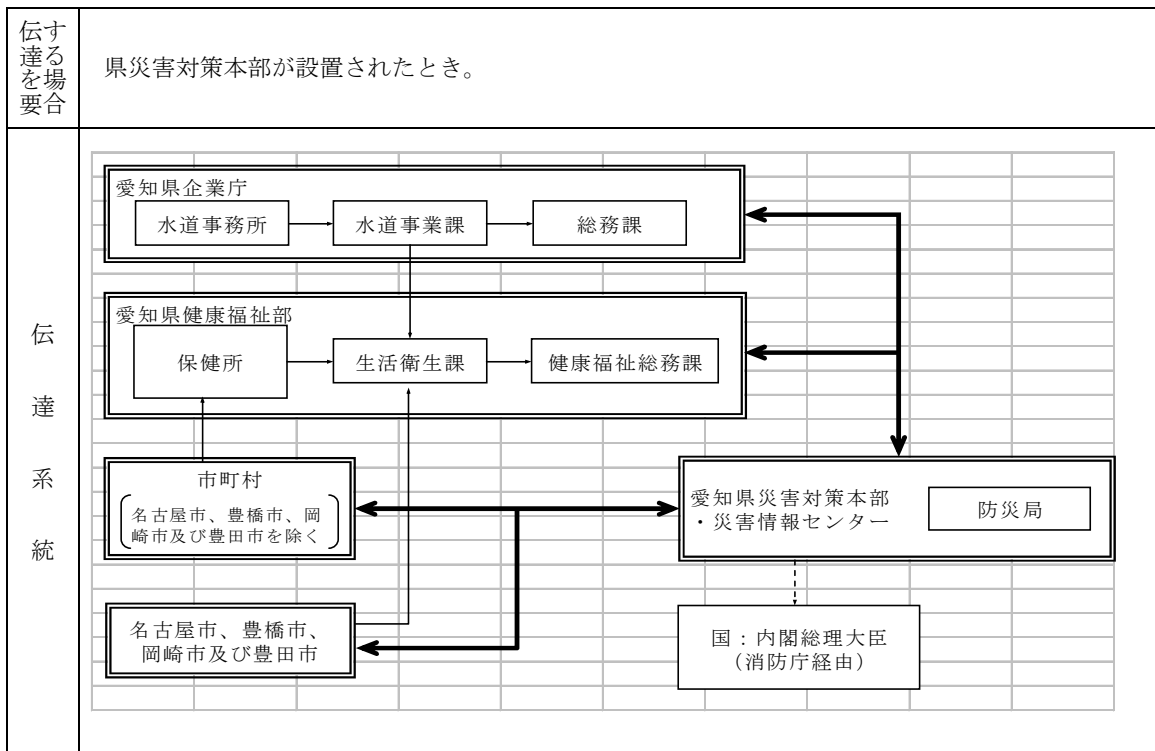 伝達を要
する場合
県災害対策本部が設置されたとき。
伝達系統
愛知県企業庁
水道事務所
水道事業課
総務課
愛知県健康福祉部
保健所
生活衛生課
健康福祉総務課
市町村
名古屋市、豊橋市、岡
崎市及び豊田市を除く
愛知県災害対策本部
・災害情報センター
防災局
名古屋市、豊橋市、
岡崎市及び豊田市
国：内閣総理大臣
（消防庁経由）